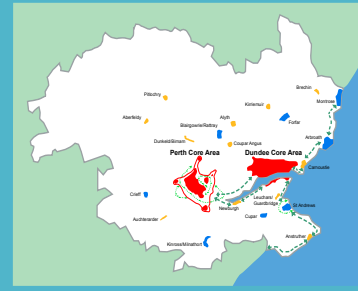 Brechin
Pitlochry
Montrose
Kirriemuir
Aberfeldy
Alyth
Blairgowrie/Rattray
Forfar
Dunkeld/Birnam
Arbroath
Coupar Angus
Perth Core Area
Dundee Core Area
Carnoustie
Crieff
Leuchars/
Guardbridge
St Andrews
Newburgh
Auchterarder
Cupar
Anstruther
Kinross/Milnathort